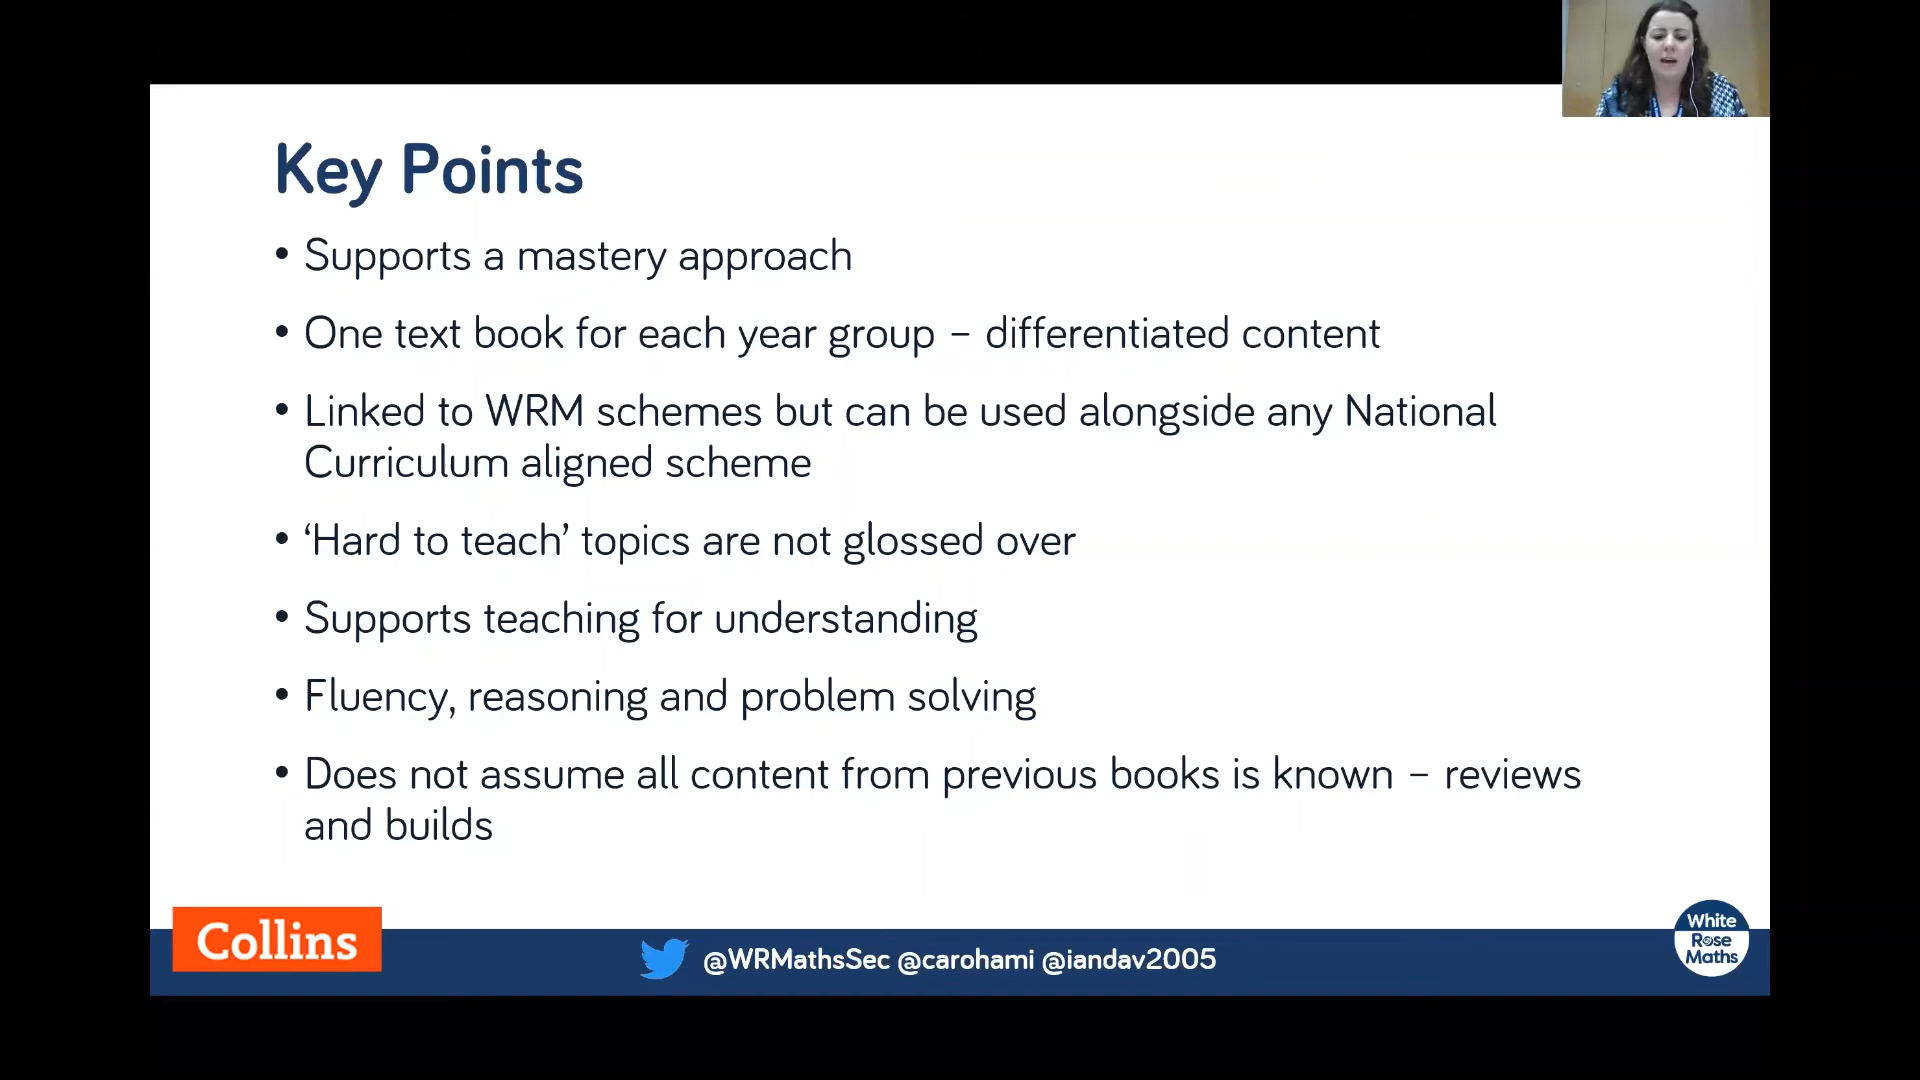 Key Points
• Supports a mastery approach
• One text book for each year group – differentiated content
• Linked to WRM schemes but can be used alongside any National
Curriculum aligned scheme
• ‘Hard to teach’ topics are not glossed over
• Supports teaching for understanding
• Fluency, reasoning and problem solving
• Does not assume all content from previous books is known – reviews
and builds
Collins
@WRMathsSec @carohami @iandav2005
White
Rose
Maths